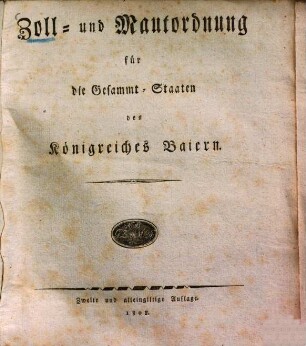 Zoll- und Mautordnung
für
die Gesammt-Staaten
des
Königreiches Baiern.
Zweite und alleingiltige Auflage.